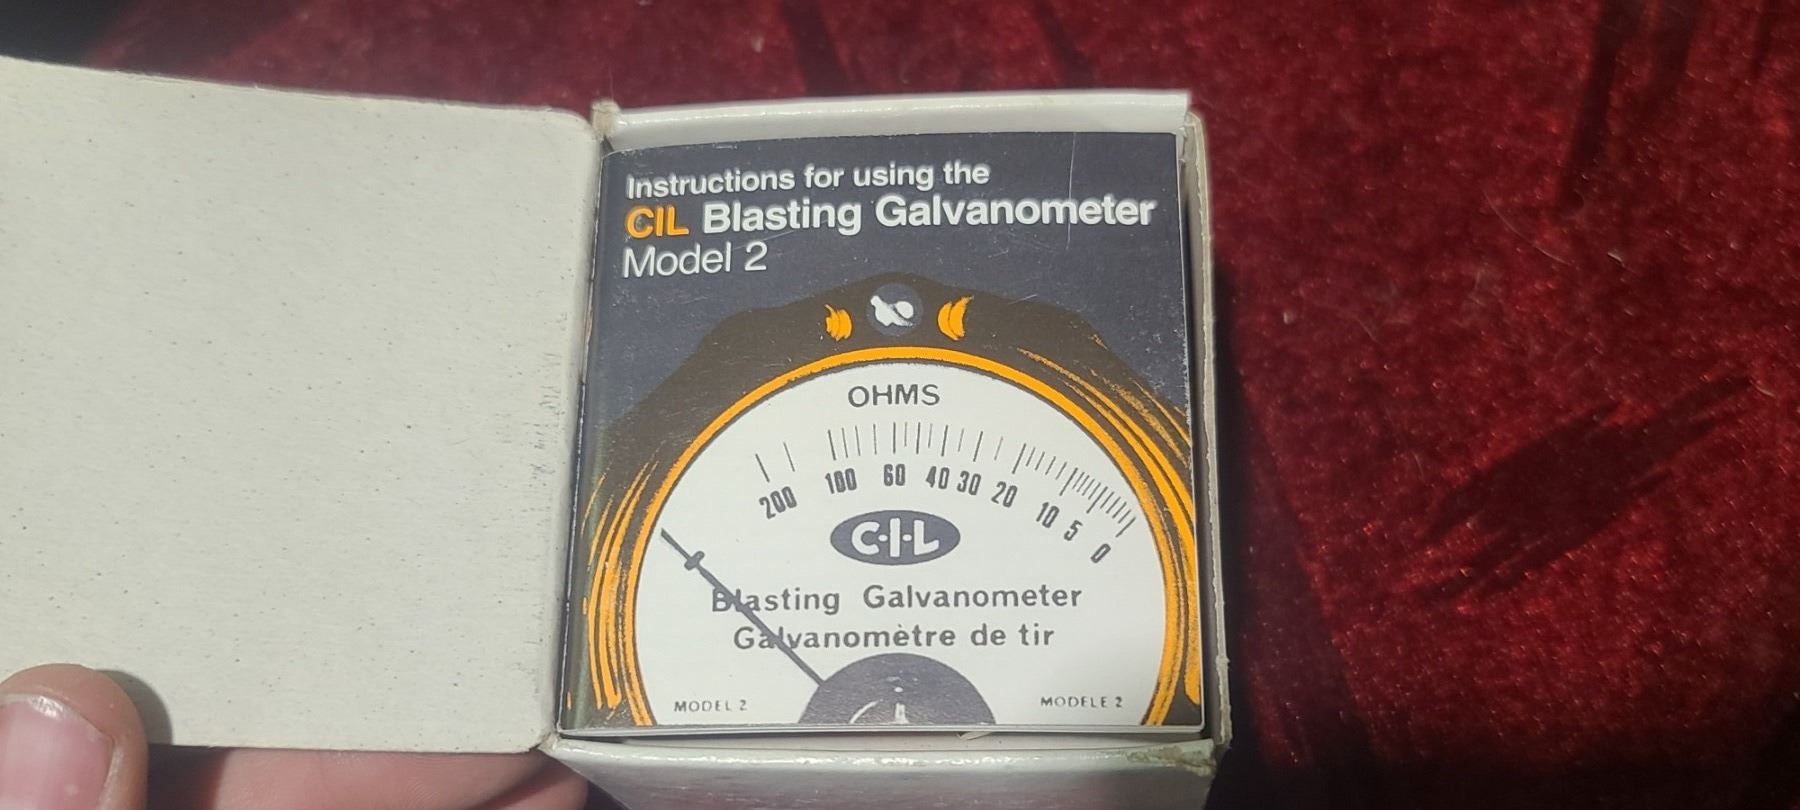 Instructions for using the
CIL Blasting Galvanometer
Model 2
OHMS
200 100 60 40 30 20 10 5 0
C·I·L
Blasting Galvanometer
Galvanomètre de tir
MODEL 2
MODELE 2